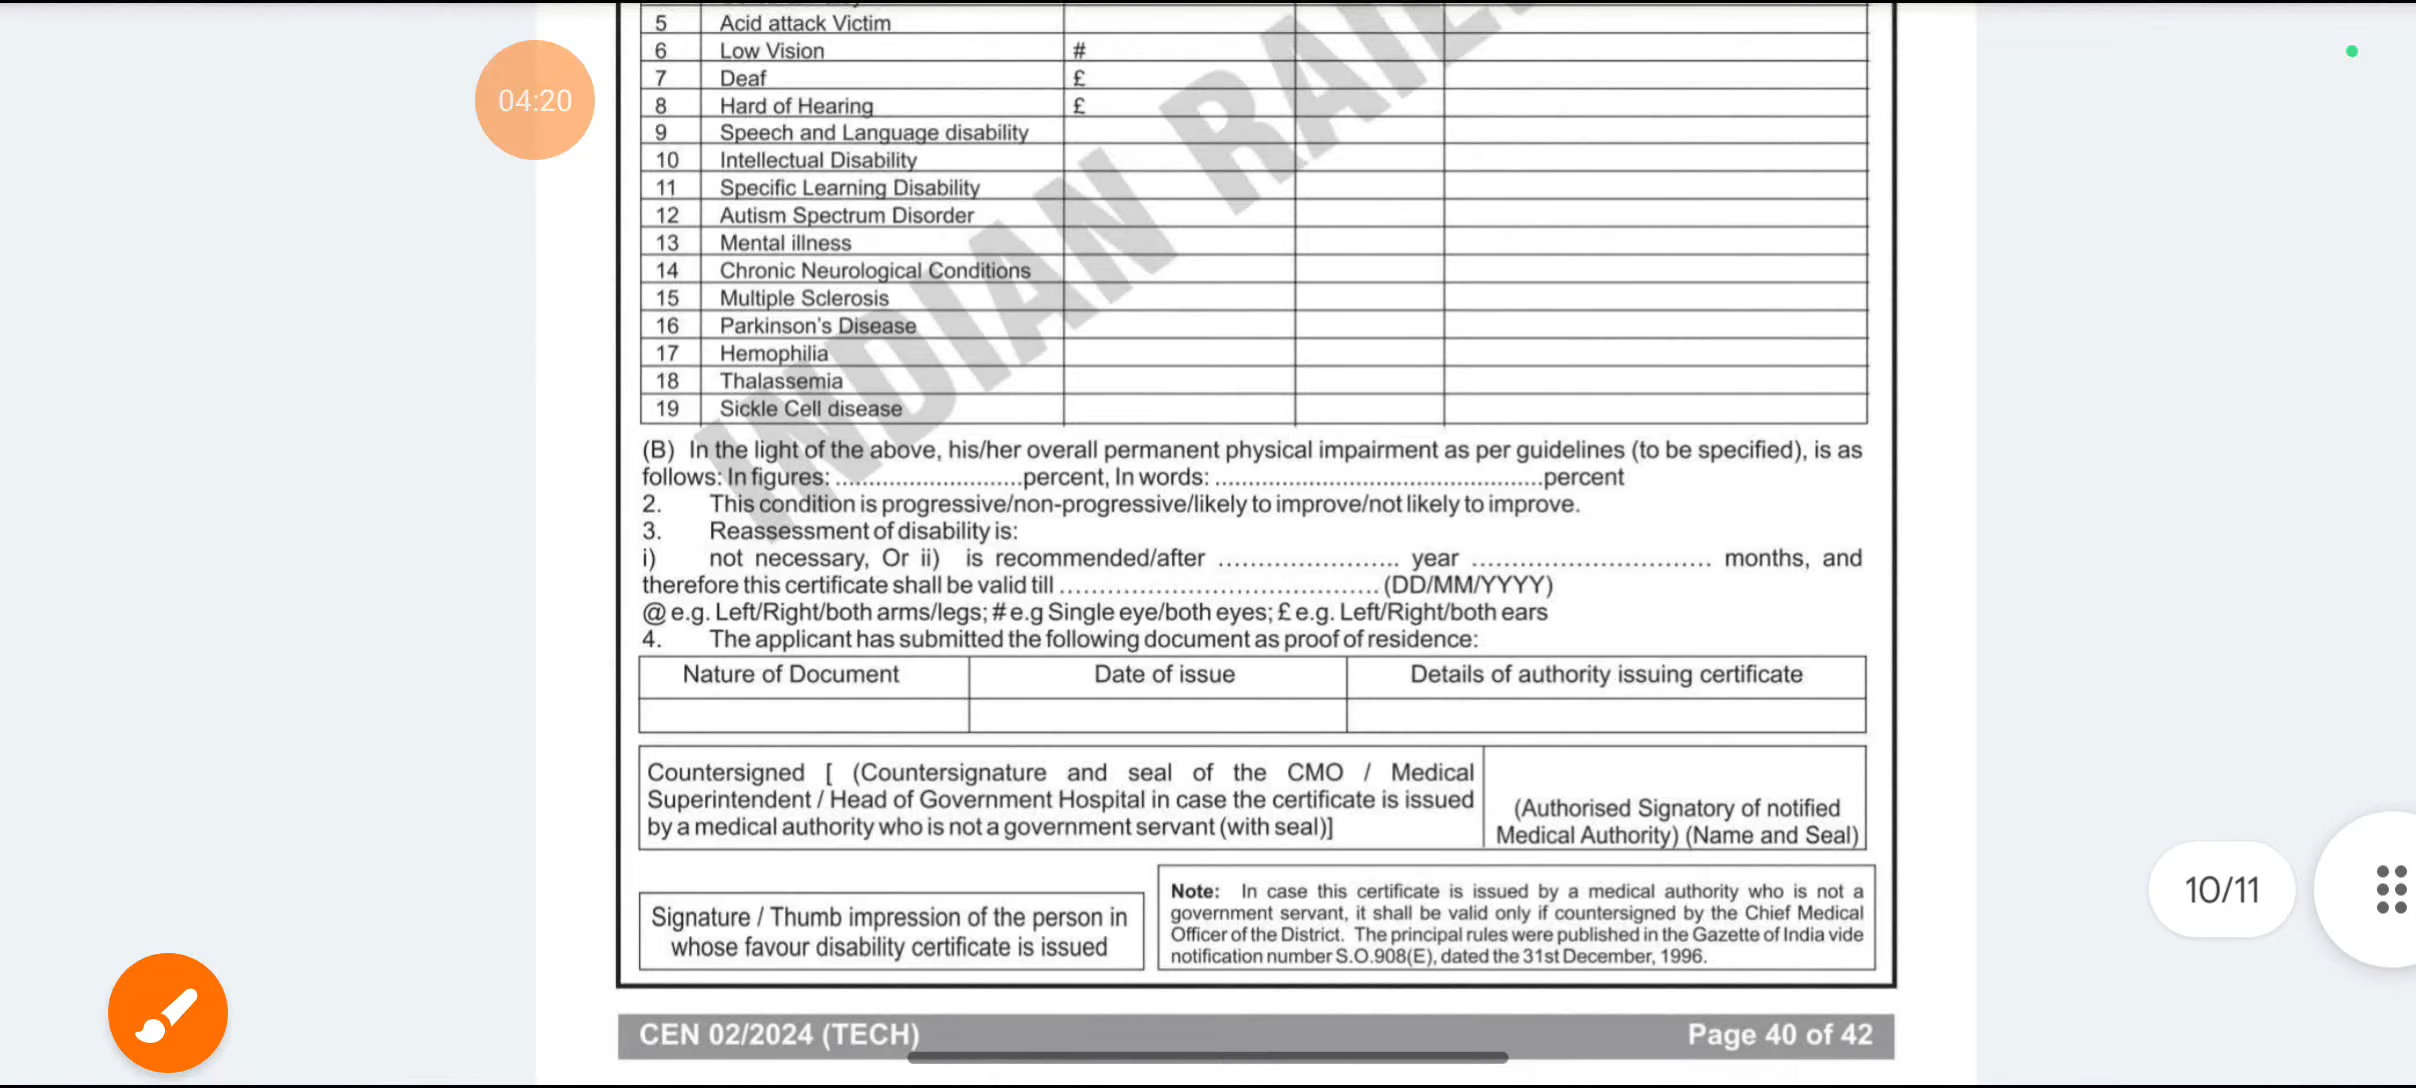 5 Acid attack Victim
04:20
6 Low Vision #
7 Deaf £
8 Hard of Hearing £
9 Speech and Language disability
10 Intellectual Disability
11 Specific Learning Disability
12 Autism Spectrum Disorder
13 Mental illness
14 Chronic Neurological Conditions
15 Multiple Sclerosis
16 Parkinson's Disease
17 Hemophilia
18 Thalassemia
19 Sickle Cell disease
INDIAN
(B) In the light of the above, his/her overall permanent physical impairment as per guidelines (to be specified), is as
follows: In figures: ............................percent, In words: .................................................percent
2. This condition is progressive/non-progressive/likely to improve/not likely to improve.
3. Reassessment of disability is:
i) not necessary, Or ii) is recommended/after ....................... year .............................. months, and
therefore this certificate shall be valid till ........................................ (DD/MM/YYYY)
@ e.g. Left/Right/both arms/legs; # e.g Single eye/both eyes; £ e.g. Left/Right/both ears
4. The applicant has submitted the following document as proof of residence:
Nature of Document Date of issue Details of authority issuing certificate
Countersigned [ (Countersignature and seal of the CMO / Medical
Superintendent / Head of Government Hospital in case the certificate is issued
by a medical authority who is not a government servant (with seal)]
(Authorised Signatory of notified
Medical Authority) (Name and Seal)
Signature / Thumb impression of the person in
whose favour disability certificate is issued
Note: In case this certificate is issued by a medical authority who is not a
government servant, it shall be valid only if countersigned by the Chief Medical
Officer of the District. The principal rules were published in the Gazette of India vide
notification number S.O.908(E), dated the 31st December, 1996.
10/11
CEN 02/2024 (TECH) Page 40 of 42